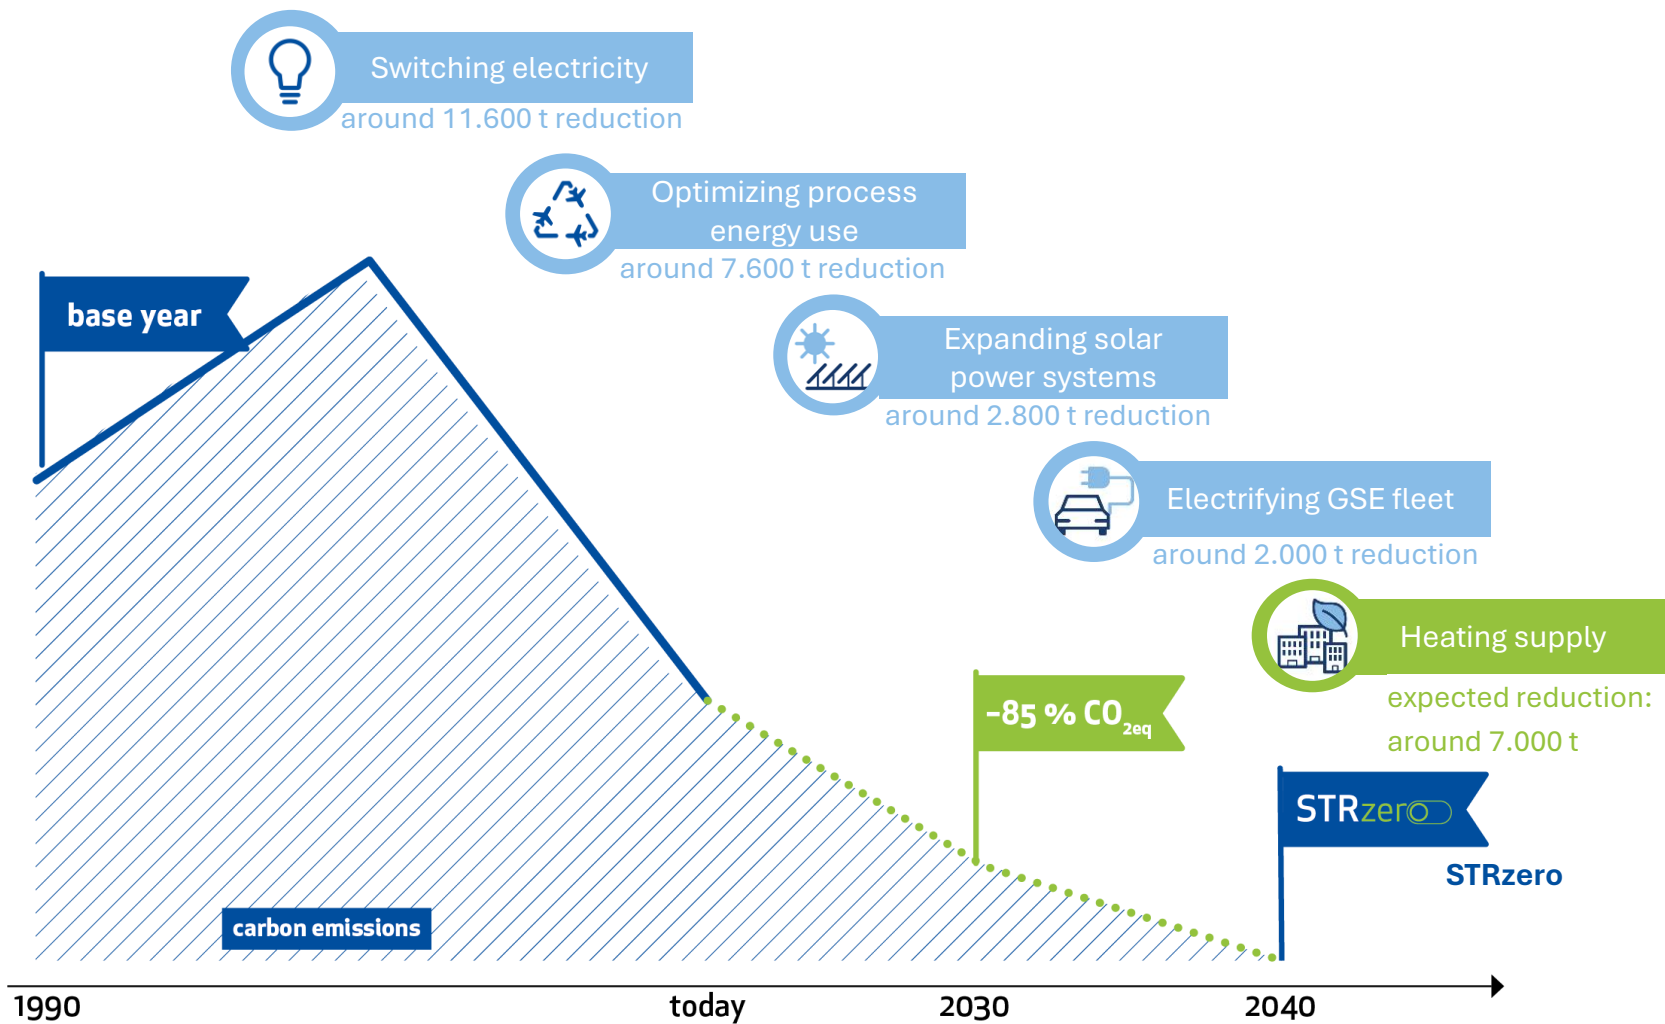 Switching electricity
around 11.600 t reduction
Optimizing process
energy use
around 7.600 t reduction
Expanding solar
power systems
around 2.800 t reduction
Electrifying GSE fleet
around 2.000 t reduction
Heating supply
expected reduction:
around 7.000 t
base year
-85 % CO2eq
STRzero
STRzero
carbon emissions
1990
today
2030
2040